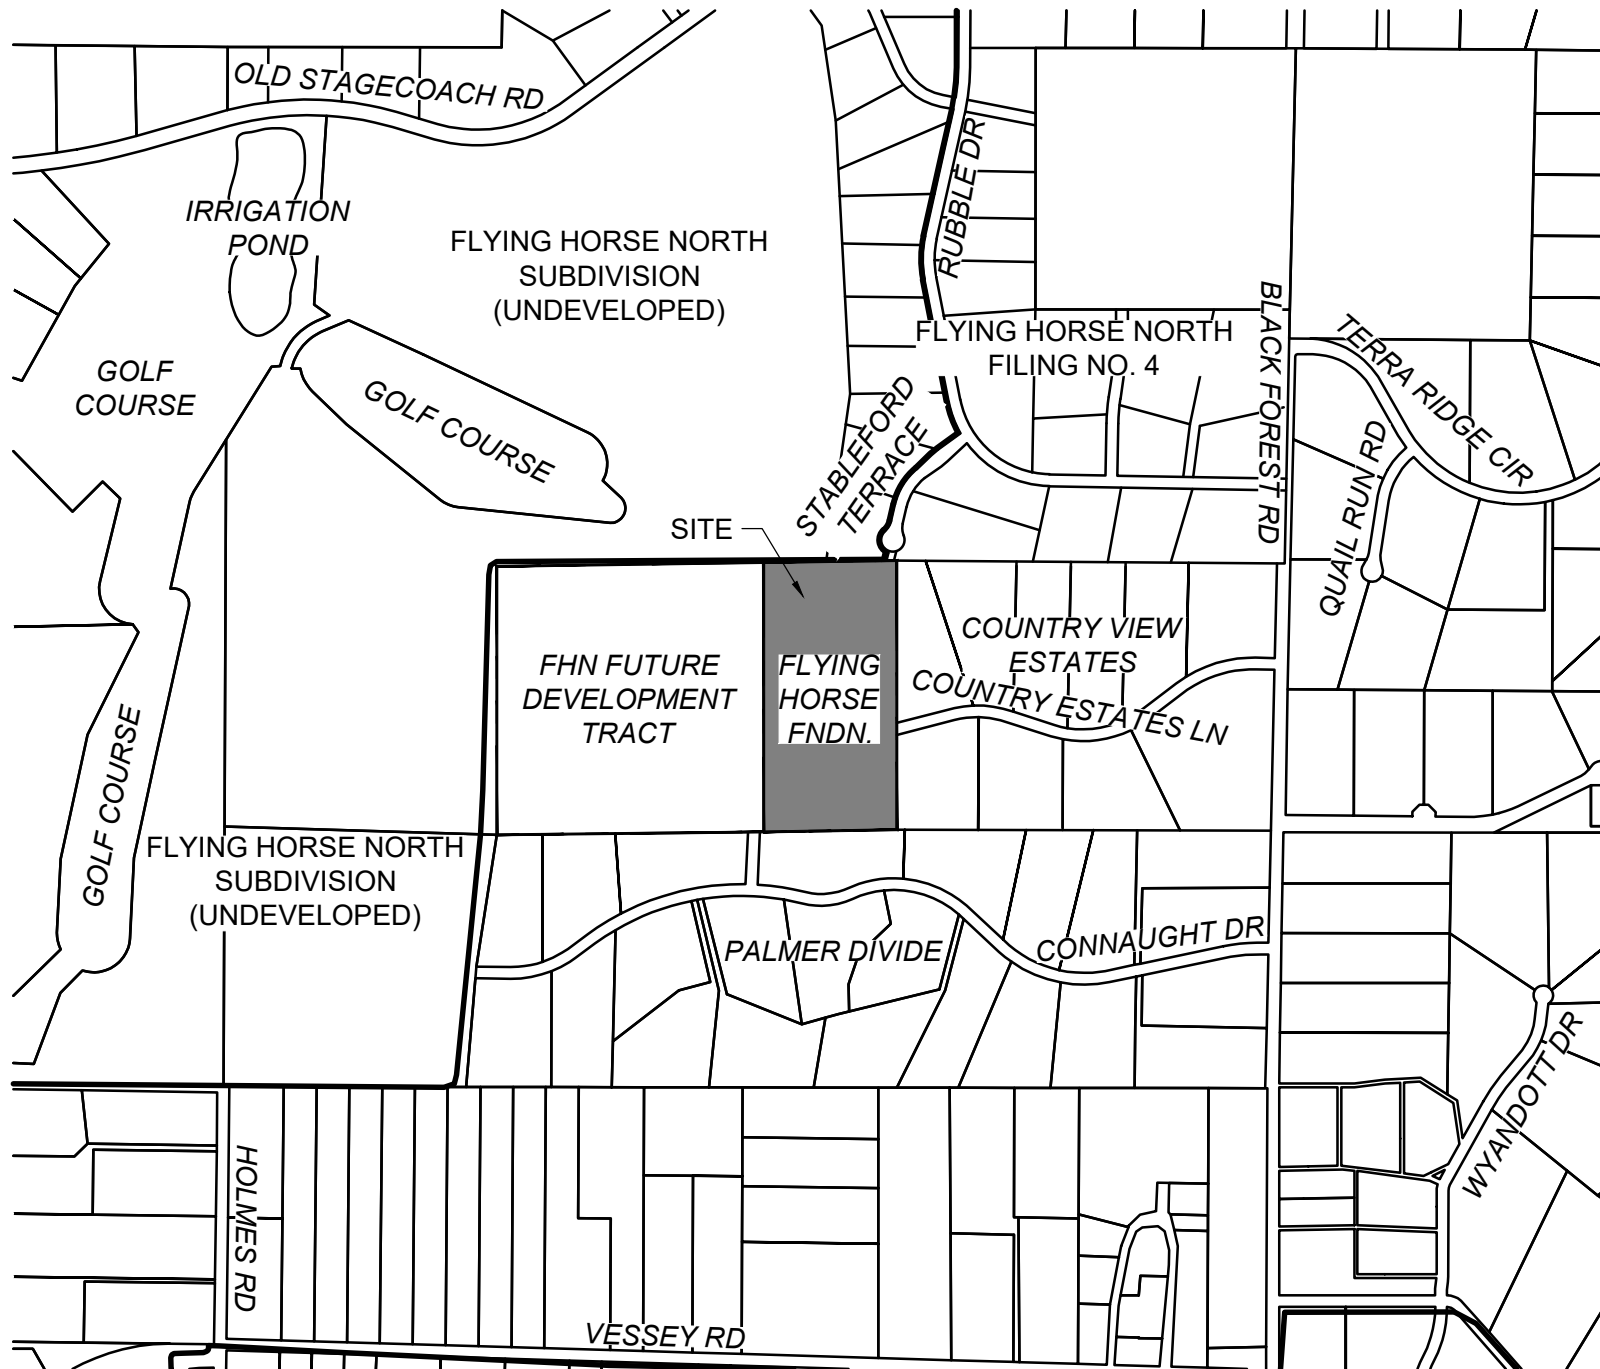 OLD STAGECOACH RD
RUBBLE DR
IRRIGATION
POND
FLYING HORSE NORTH
SUBDIVISION
(UNDEVELOPED)
BLACK FOREST RD
FLYING HORSE NORTH
FILING NO. 4
TERRA RIDGE CIR
GOLF
COURSE
GOLF COURSE
STABLEFORD
TERRACE
QUAIL RUN RD
SITE
FHN FUTURE
DEVELOPMENT
TRACT
FLYING
HORSE
FNDN.
COUNTRY VIEW
ESTATES
COUNTRY ESTATES LN
GOLF COURSE
FLYING HORSE NORTH
SUBDIVISION
(UNDEVELOPED)
PALMER DIVIDE
CONNAUGHT DR
WYANDOTT DR
HOLMES RD
VESSEY RD